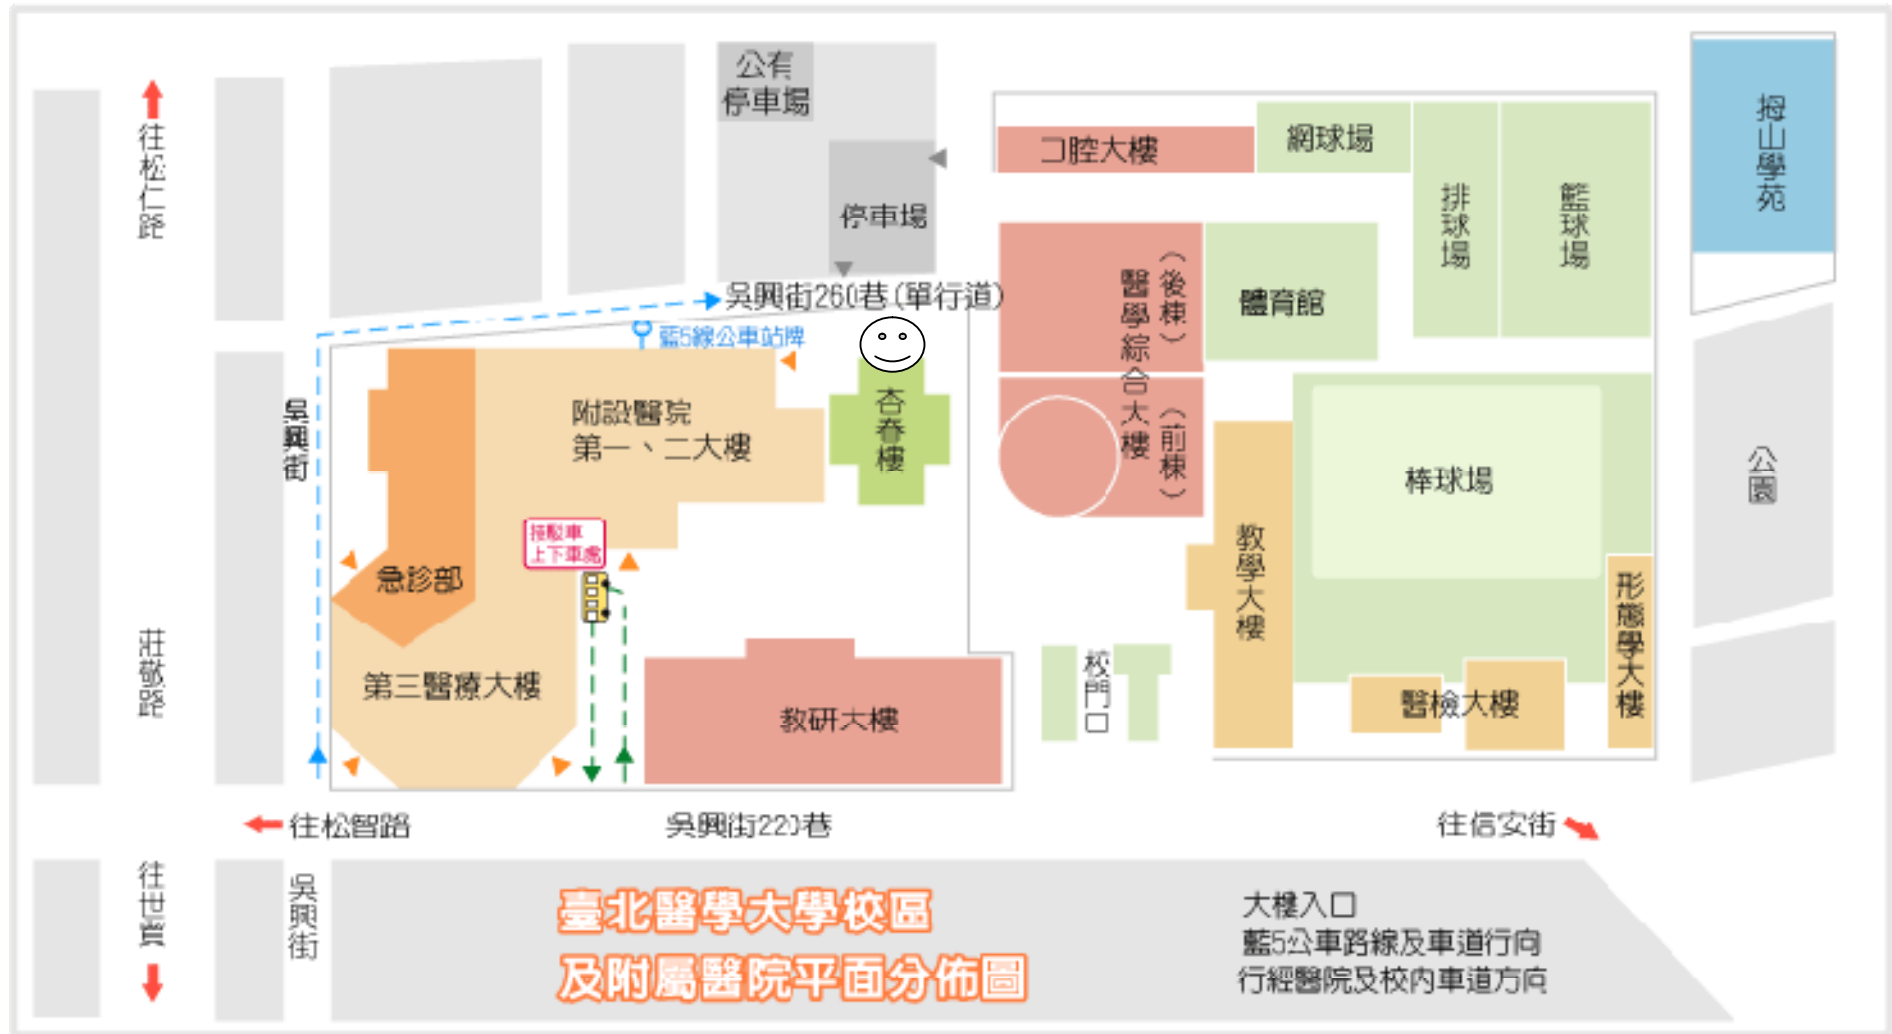 公有
停車場
往松仁路
口腔大樓
網球場
排球場
籃球場
拇山學苑
停車場
吳興街260巷(單行道)
藍5線公車站牌
醫學綜合大樓
（後棟）
（前棟）
體育館
吳興街
附設醫院
第一、二大樓
杏春樓
棒球場
公園
接駁車
上下車處
急診部
教學大樓
形態學大樓
莊敬路
第三醫療大樓
教研大樓
校門口
醫檢大樓
往松智路
吳興街220巷
往信安街
往世貿
吳興街
臺北醫學大學校區
及附屬醫院平面分佈圖
大樓入口
藍5公車路線及車道行向
行經醫院及校內車道方向